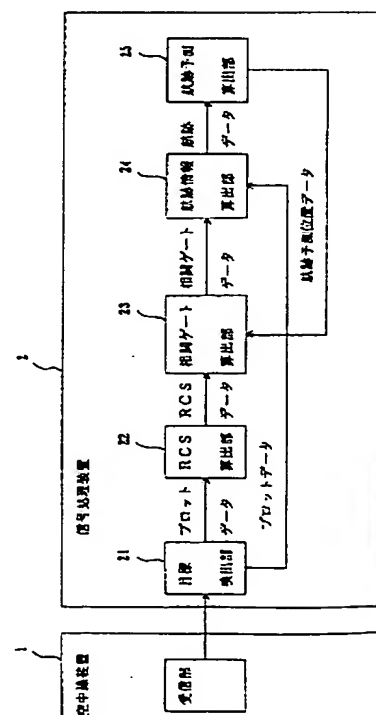 1
空中線装置
受信部
2
信号処理装置
21
目標
検出部
プロット
データ
22
RCS
算出部
RCS
データ
23
相関ゲート
算出部
相関ゲート
データ
24
航跡情報
算出部
航跡
データ
25
航跡予測
算出部
プロットデータ
航跡予測位置データ